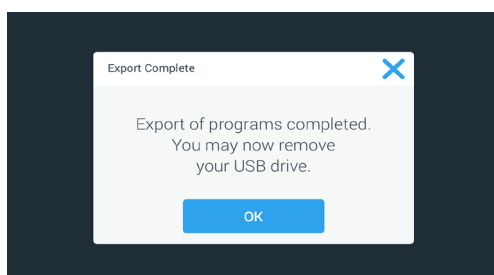 Export Complete
Export of programs completed.
You may now remove
your USB drive.
OK